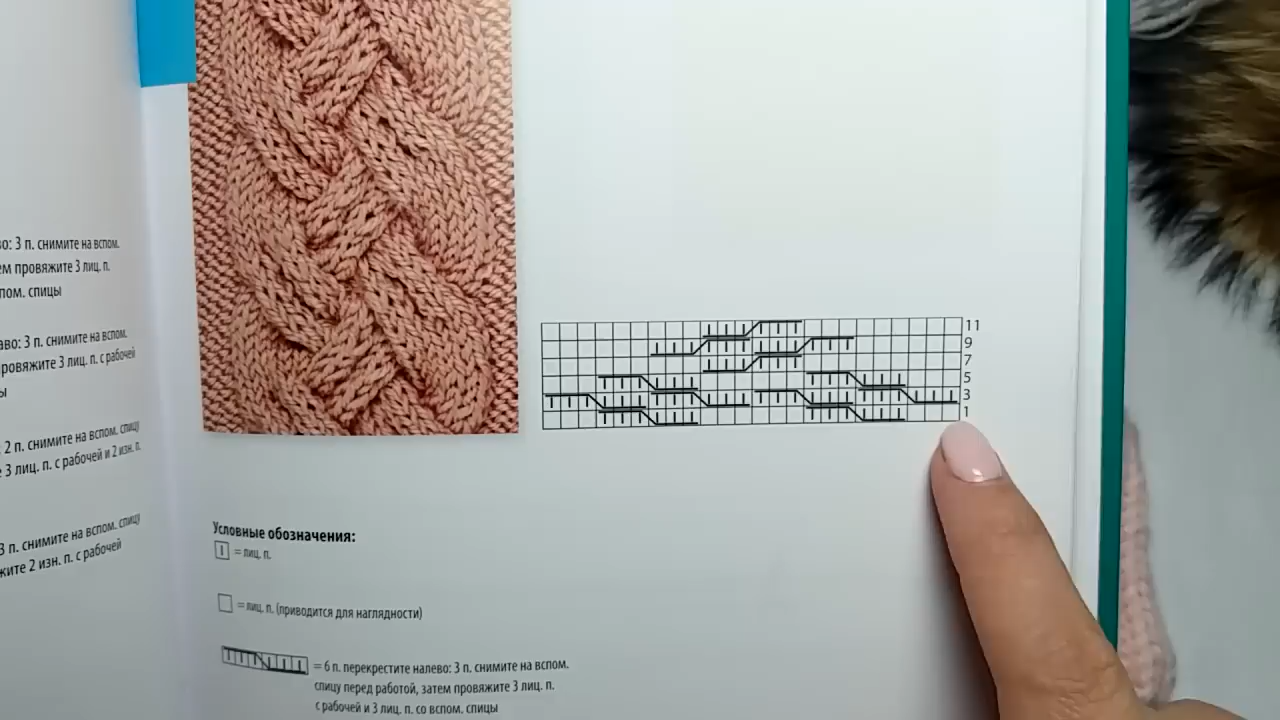 о: 3 п. снимите на вспом.
ем провяжите 3 лиц. п.
пом. спицы
аво: 3 п. снимите на вспом.
ровяжите 3 лиц. п. с рабочей
ы
: 2 п. снимите на вспом. спицу
е 3 лиц. п. с рабочей и 2 изн. п.
3 п. снимите на вспом. спицу
жите 2 изн. п. с рабочей
11
9
7
5
3
1
Условные обозначения:
= лиц. п.
= лиц. п. (приводится для наглядности)
= 6 п. перекрестите налево: 3 п. снимите на вспом.
спицу перед работой, затем провяжите 3 лиц. п.
с рабочей и 3 лиц. п. со вспом. спицы